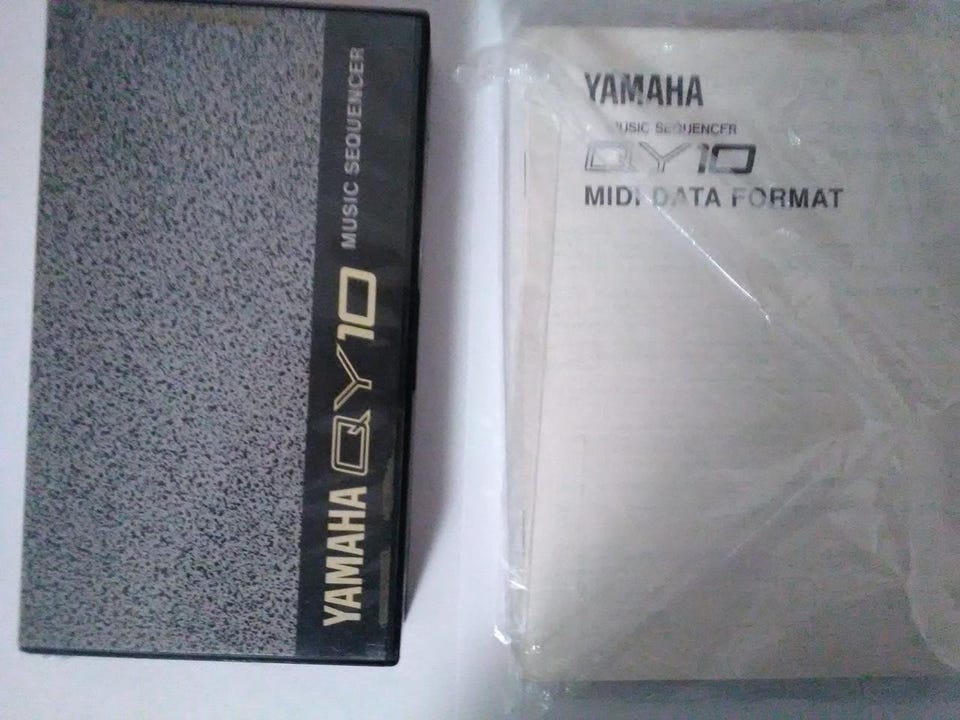 YAMAHA QY10 MUSIC SEQUENCER
YAMAHA
MUSIC SEQUENCER
QY10
MIDI DATA FORMAT